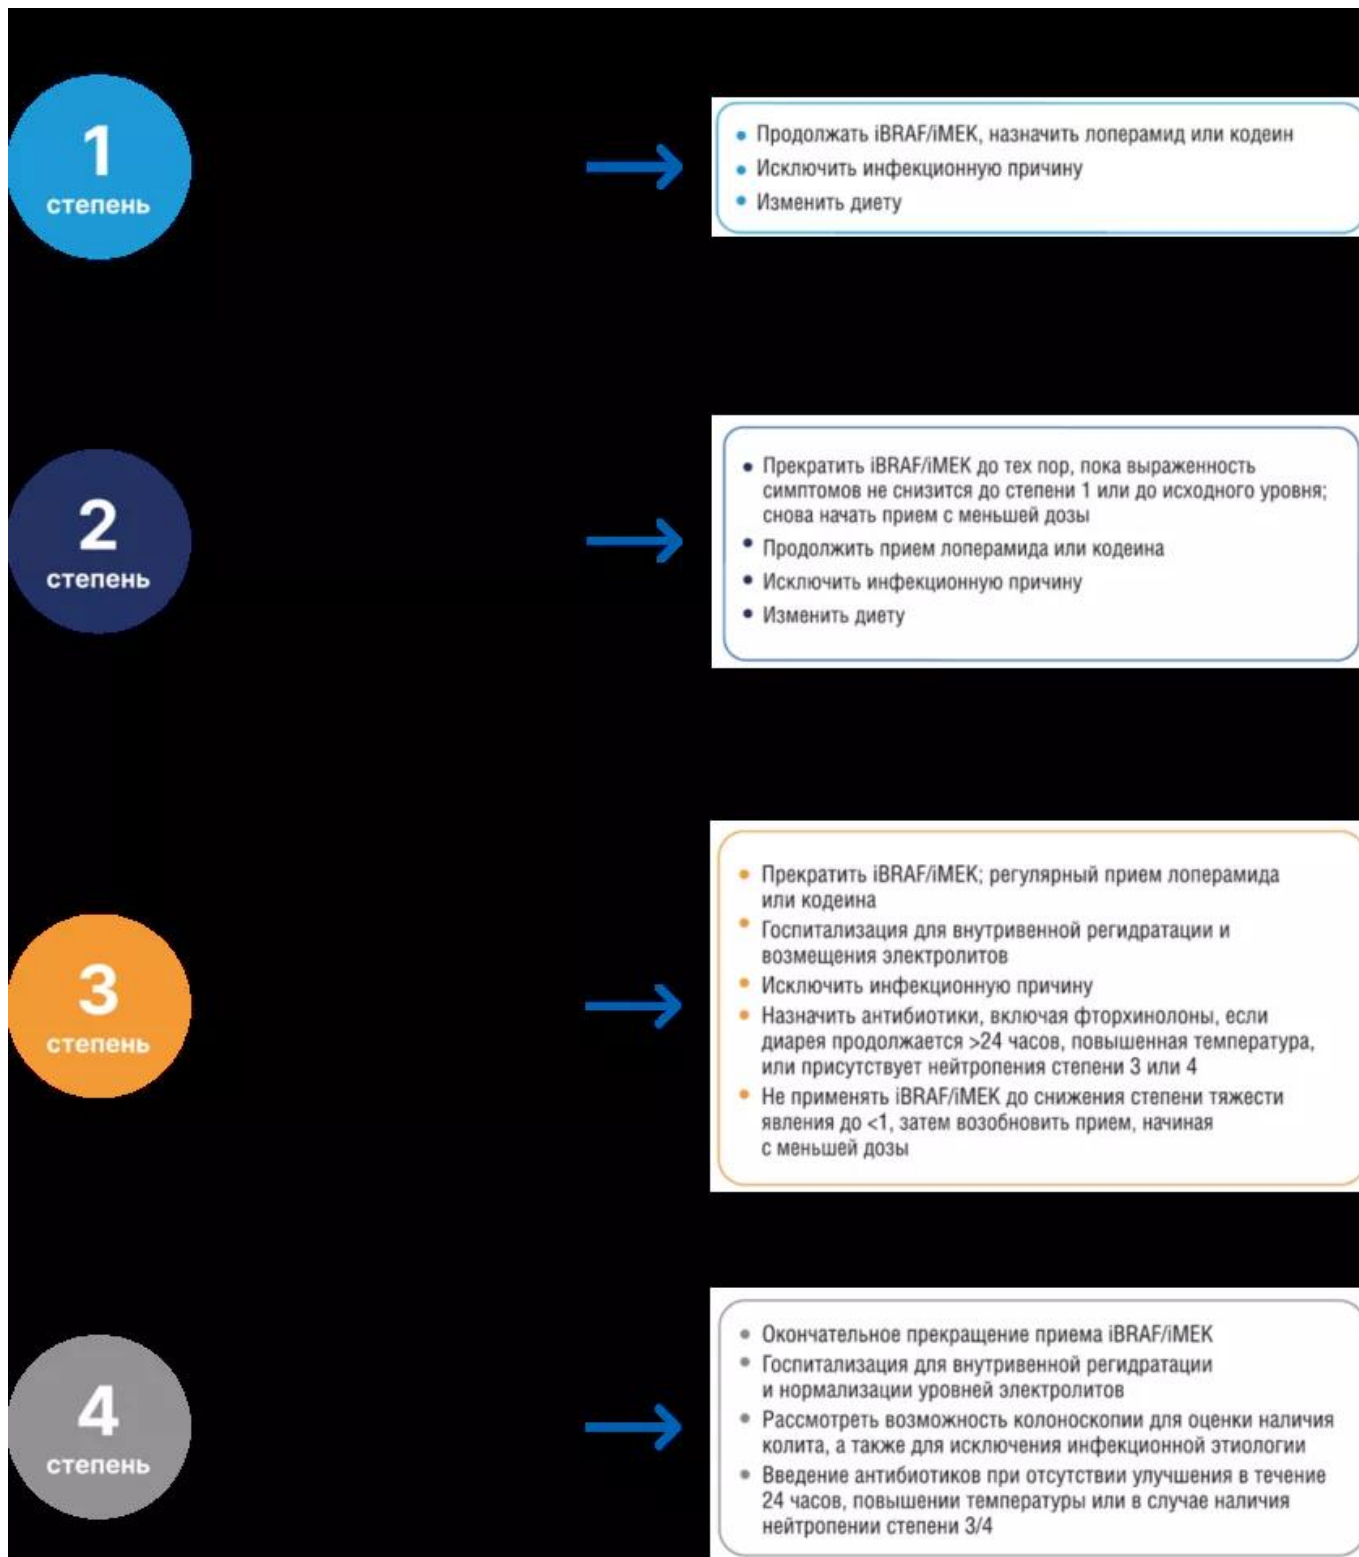 1
степень
• Продолжать iBRAF/iMEK, назначить лоперамид или кодеин
• Исключить инфекционную причину
• Изменить диету
2
степень
• Прекратить iBRAF/iMEK до тех пор, пока выраженность
симптомов не снизится до степени 1 или до исходного уровня;
снова начать прием с меньшей дозы
• Продолжить прием лоперамида или кодеина
• Исключить инфекционную причину
• Изменить диету
3
степень
• Прекратить iBRAF/iMEK; регулярный прием лоперамида
или кодеина
• Госпитализация для внутривенной регидратации и
возмещения электролитов
• Исключить инфекционную причину
• Назначить антибиотики, включая фторхинолоны, если
диарея продолжается >24 часов, повышенная температура,
или присутствует нейтропения степени 3 или 4
• Не применять iBRAF/iMEK до снижения степени тяжести
явления до <1, затем возобновить прием, начиная
с меньшей дозы
4
степень
• Окончательное прекращение приема iBRAF/iMEK
• Госпитализация для внутривенной регидратации
и нормализации уровней электролитов
• Рассмотреть возможность колоноскопии для оценки наличия
колита, а также для исключения инфекционной этиологии
• Введение антибиотиков при отсутствии улучшения в течение
24 часов, повышении температуры или в случае наличия
нейтропении степени 3/4